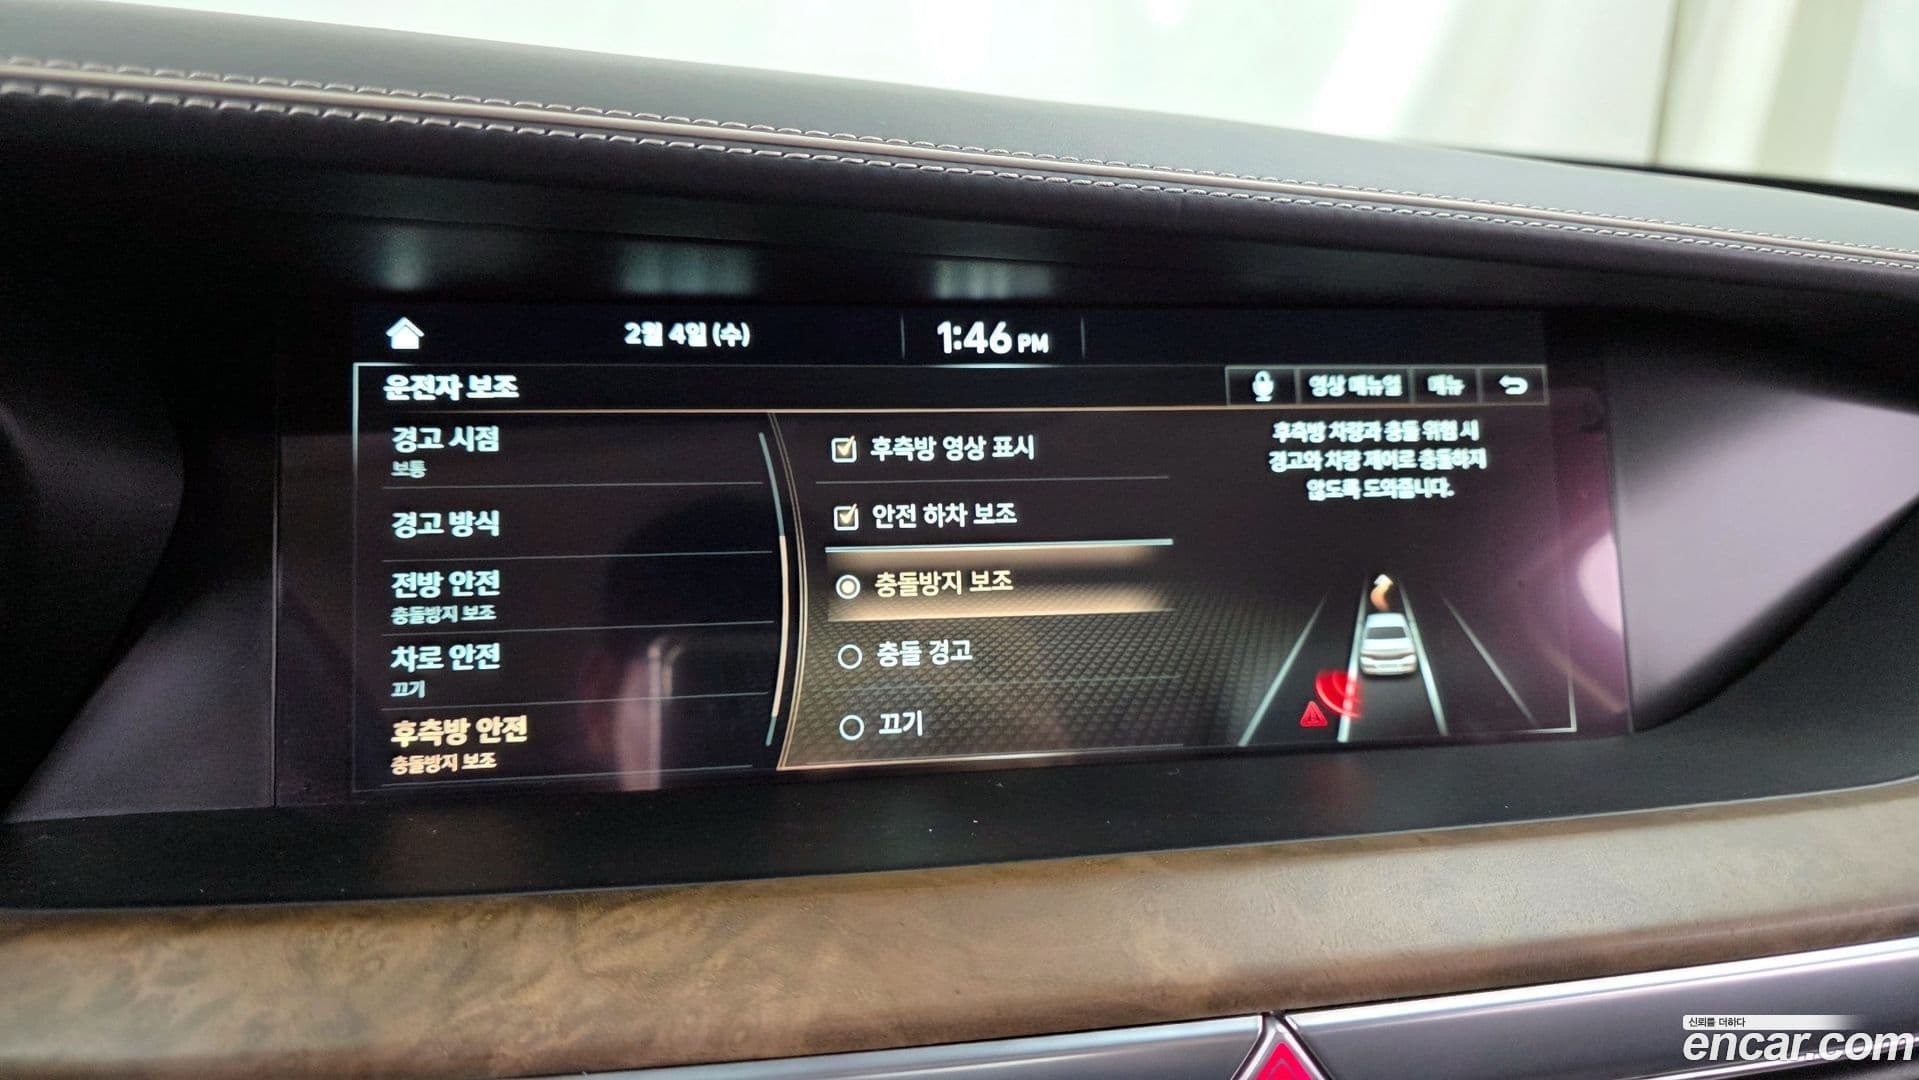 2월 4일 (수)
1:46 PM
운전자 보조
영상 매뉴얼
메뉴
경고 시점
보통
경고 방식
전방 안전
충돌방지 보조
차로 안전
끄기
후측방 안전
충돌방지 보조
후측방 영상 표시
안전 하차 보조
충돌방지 보조
충돌 경고
끄기
후측방 차량과 충돌 위험 시
경고와 차량 제어로 충돌하지
않도록 도와줍니다.
신뢰를 더하다
encar.com